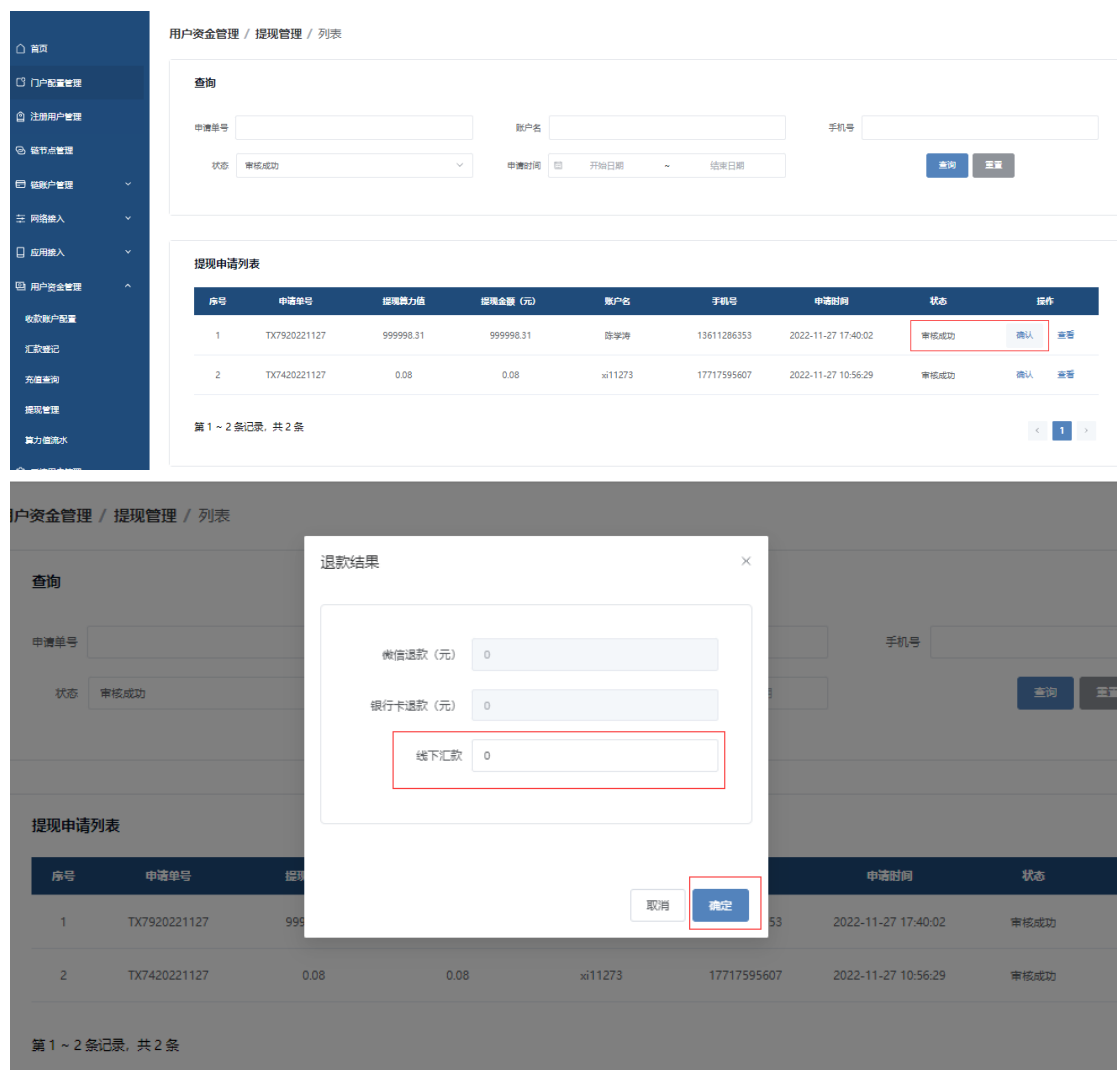 用户资金管理 / 提现管理 / 列表
首页
门户配置管理
注册用户管理
链节点管理
链账户管理
网络接入
应用接入
用户资金管理
收款账户配置
汇款登记
充值查询
提现管理
算力值流水
查询
申请单号 账户名 手机号
状态 审核成功 申请时间 开始日期 ~ 结束日期 查询 重置
提现申请列表
序号 申请单号 提现算力值 提现金额（元） 账户名 手机号 申请时间 状态 操作
1 TX7920221127 999998.31 999998.31 陈学涛 13611286353 2022-11-27 17:40:02 审核成功 确认 查看
2 TX7420221127 0.08 0.08 xi11273 17717595607 2022-11-27 10:56:29 审核成功 确认 查看
第 1 ~ 2 条记录, 共 2 条
1
户资金管理 / 提现管理 / 列表
查询
申请单号 手机号
状态 审核成功 查询 重置
退款结果
微信退款（元） 0
银行卡退款（元） 0
线下汇款 0
取消 确定
提现申请列表
序号 申请单号 提现 申请时间 状态
1 TX7920221127 999 53 2022-11-27 17:40:02 审核成功
2 TX7420221127 0.08 0.08 xi11273 17717595607 2022-11-27 10:56:29 审核成功
第 1 ~ 2 条记录, 共 2 条